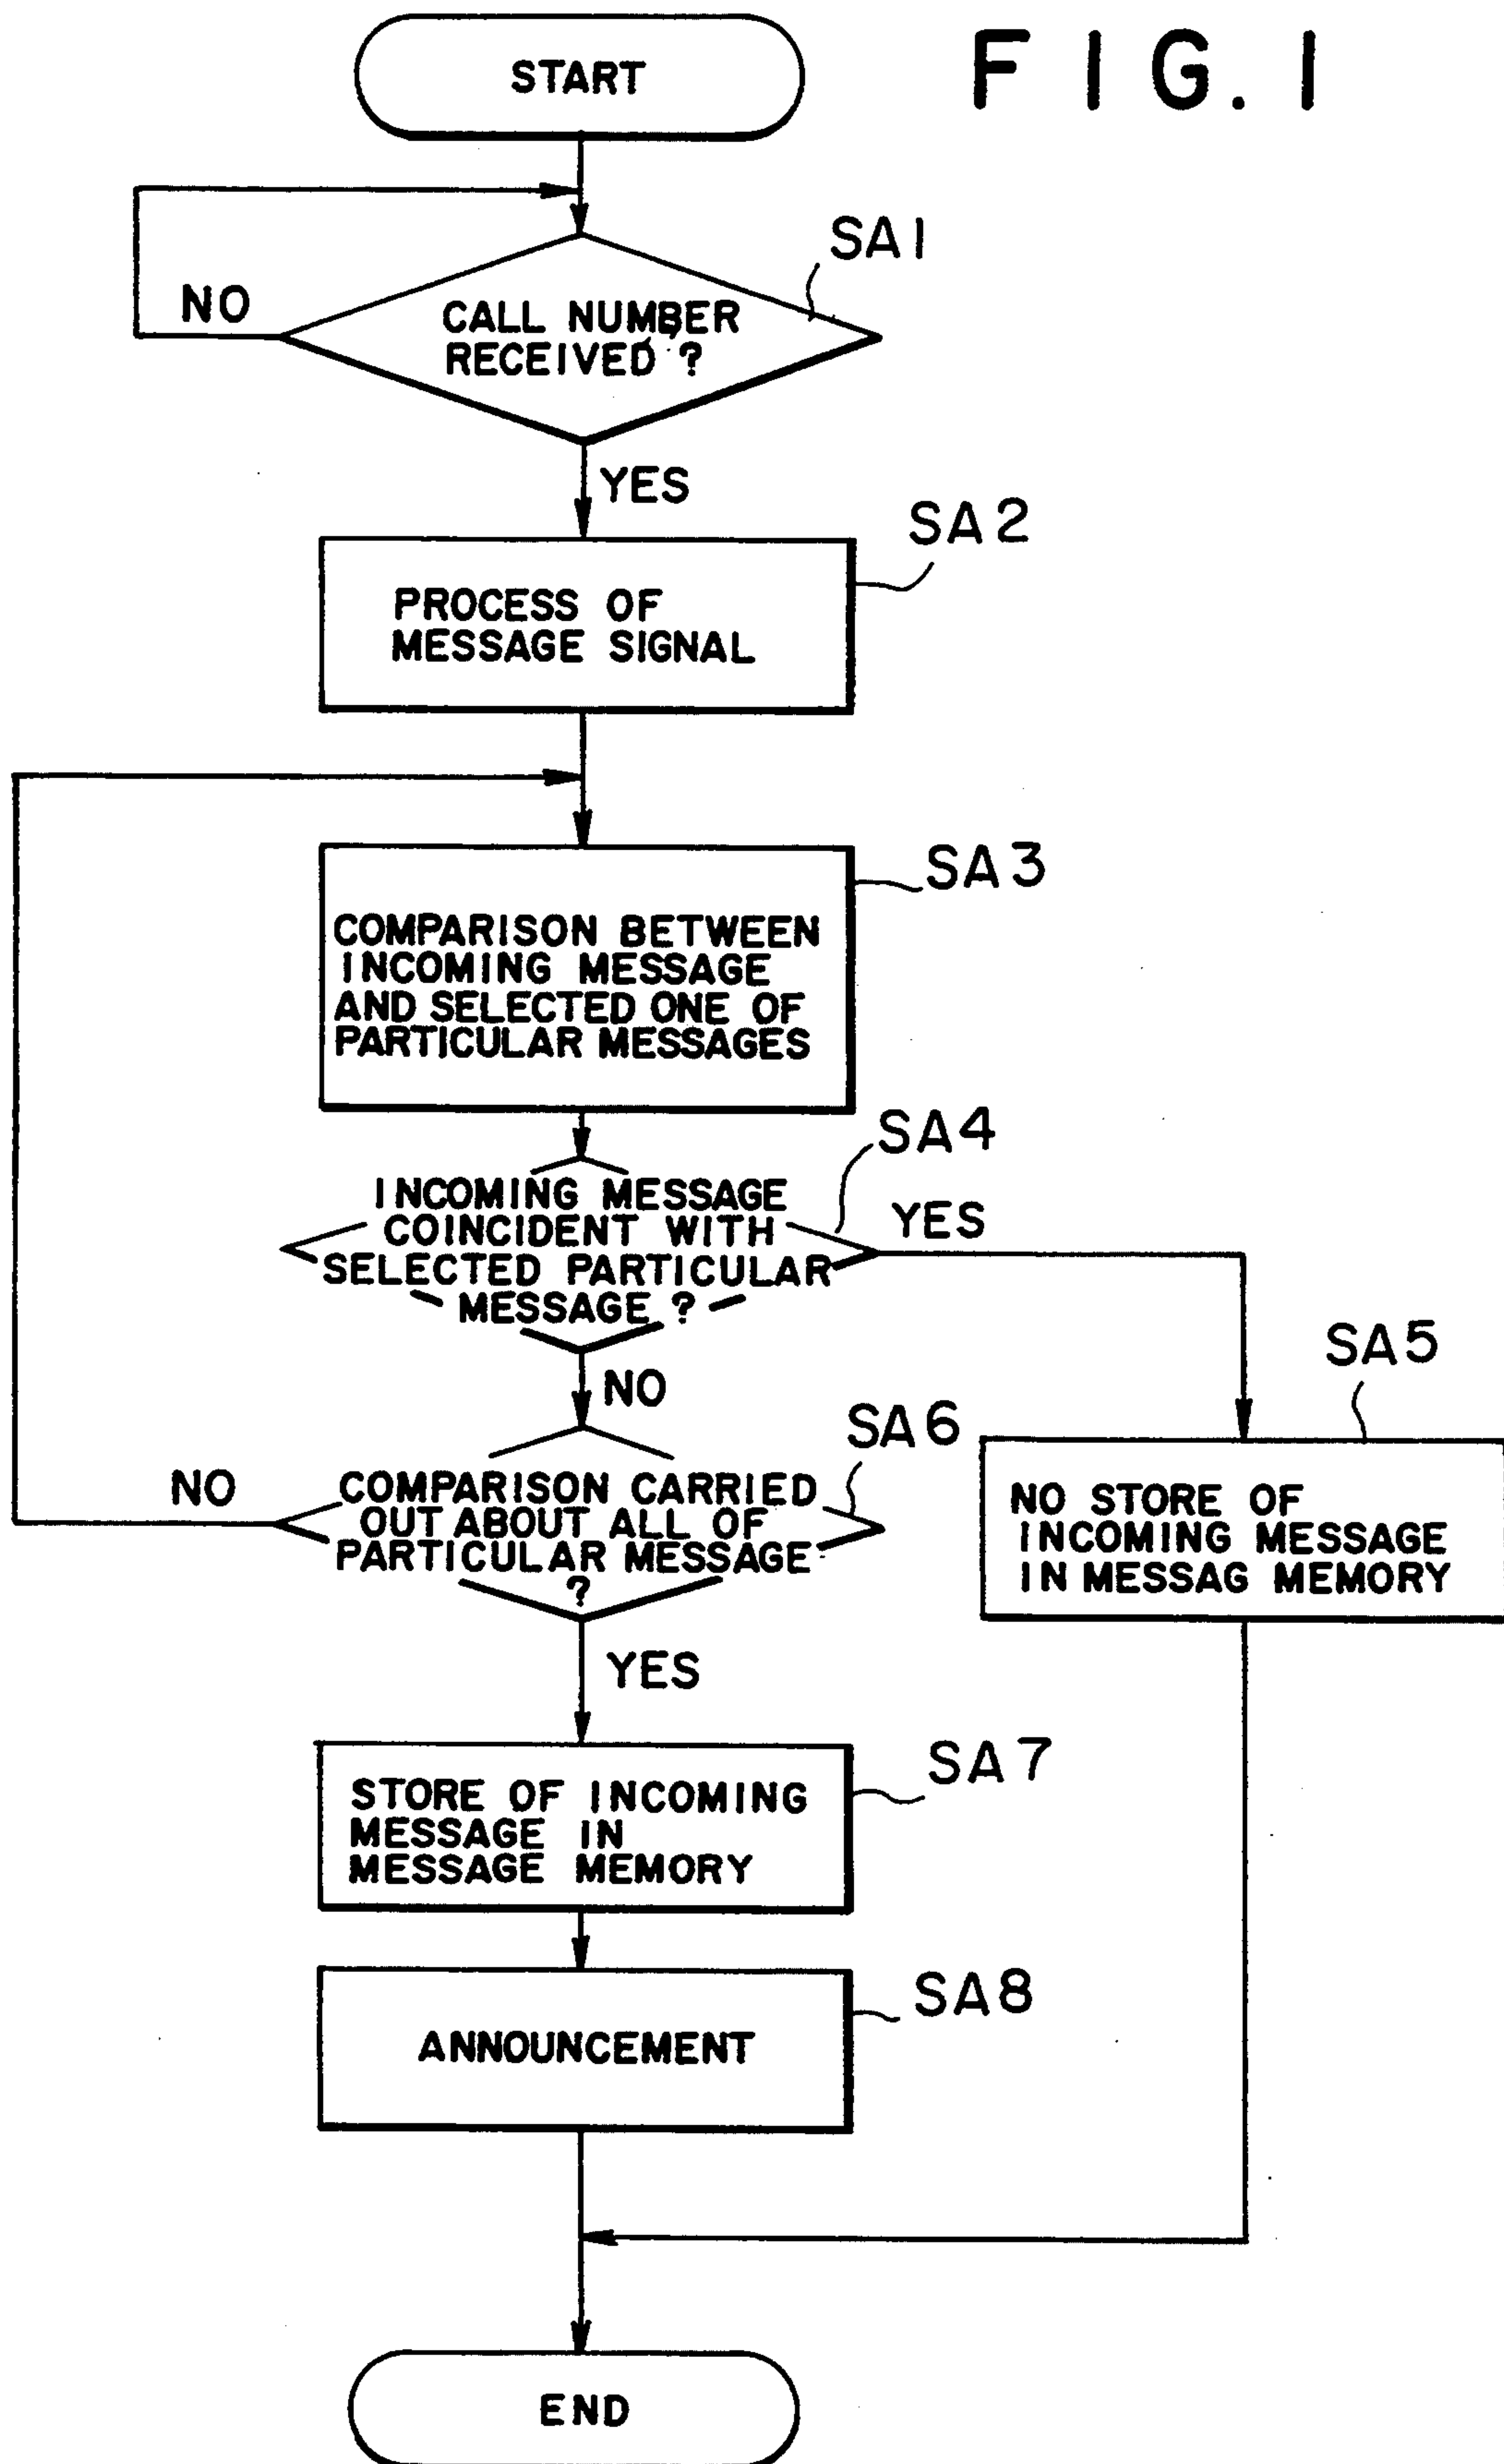 FIG. 1
START
SA1
NO
CALL NUMBER
RECEIVED ?
YES
SA2
PROCESS OF
MESSAGE SIGNAL
SA3
COMPARISON BETWEEN
INCOMING MESSAGE
AND SELECTED ONE OF
PARTICULAR MESSAGES
SA4
INCOMING MESSAGE
COINCIDENT WITH
SELECTED PARTICULAR
MESSAGE ?
YES
NO
SA5
NO STORE OF
INCOMING MESSAGE
IN MESSAG MEMORY
SA6
NO
COMPARISON CARRIED
OUT ABOUT ALL OF
PARTICULAR MESSAGE
?
YES
SA7
STORE OF INCOMING
MESSAGE IN
MESSAGE MEMORY
SA8
ANNOUNCEMENT
END